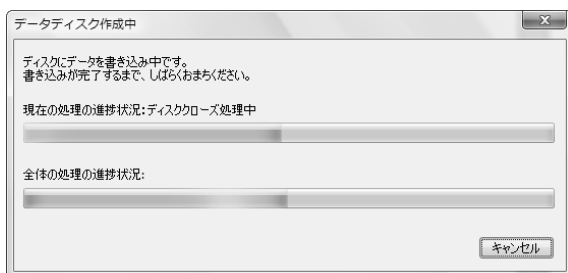 データディスク作成中
ディスクにデータを書き込み中です。
書き込みが完了するまで、しばらくおまちください。
現在の処理の進捗状況:ディスククローズ処理中
全体の処理の進捗状況:
キャンセル